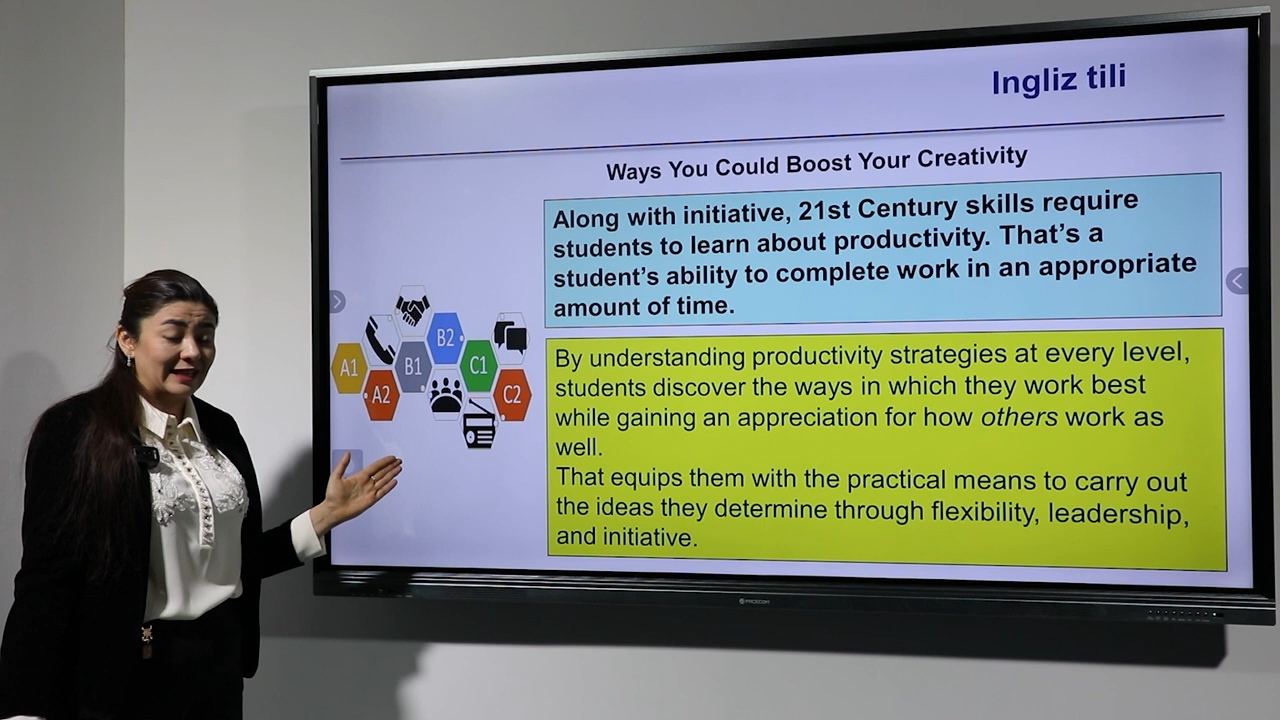 Ingliz tili
Ways You Could Boost Your Creativity
Along with initiative, 21st Century skills require
students to learn about productivity. That’s a
student’s ability to complete work in an appropriate
amount of time.
By understanding productivity strategies at every level,
students discover the ways in which they work best
while gaining an appreciation for how others work as
well.
That equips them with the practical means to carry out
the ideas they determine through flexibility, leadership,
and initiative.
A1
A2
B1
B2
C1
C2